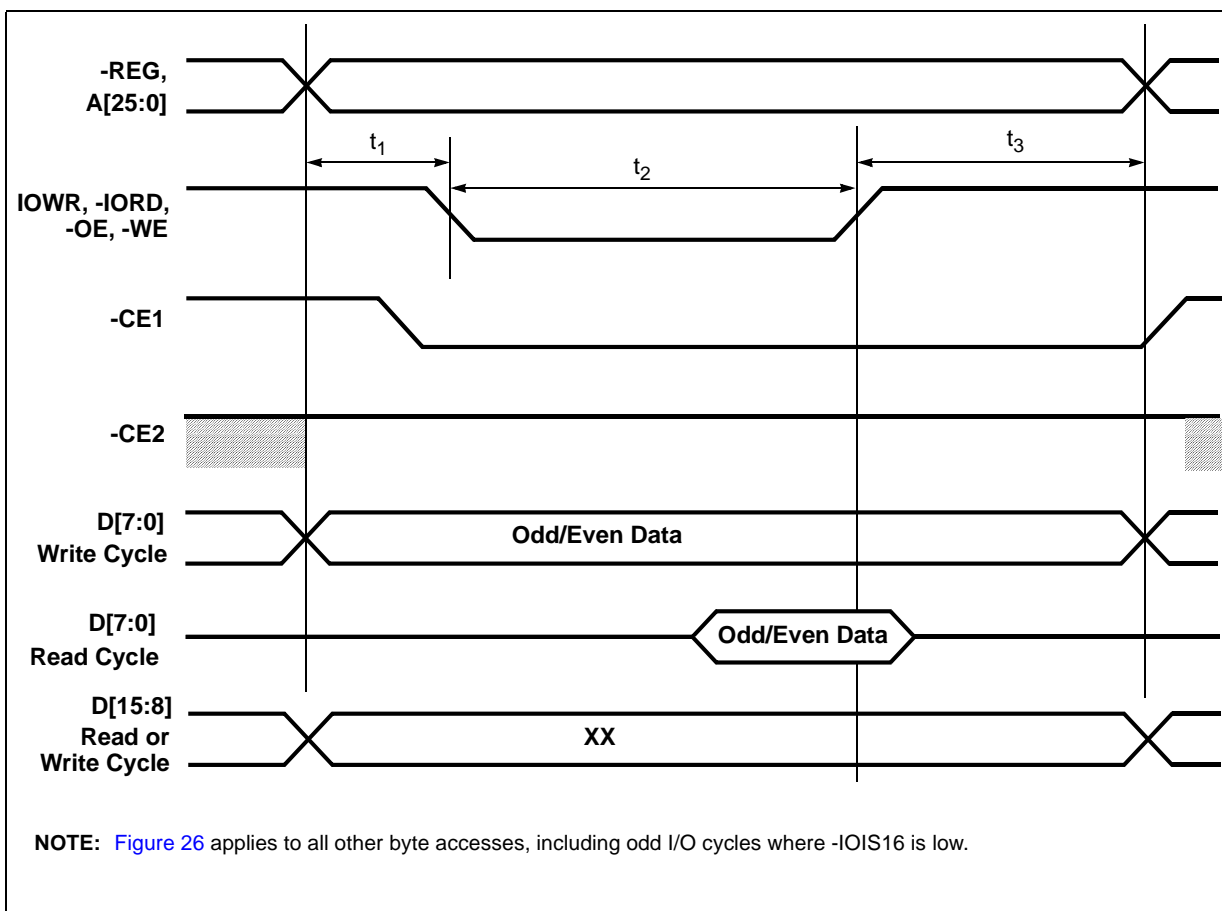 -REG,
A[25:0]
t1
t2
t3
IOWR, -IORD,
-OE, -WE
-CE1
-CE2
D[7:0]
Write Cycle
Odd/Even Data
D[7:0]
Read Cycle
Odd/Even Data
D[15:8]
Read or
Write Cycle
XX
NOTE: Figure 26 applies to all other byte accesses, including odd I/O cycles where -IOIS16 is low.